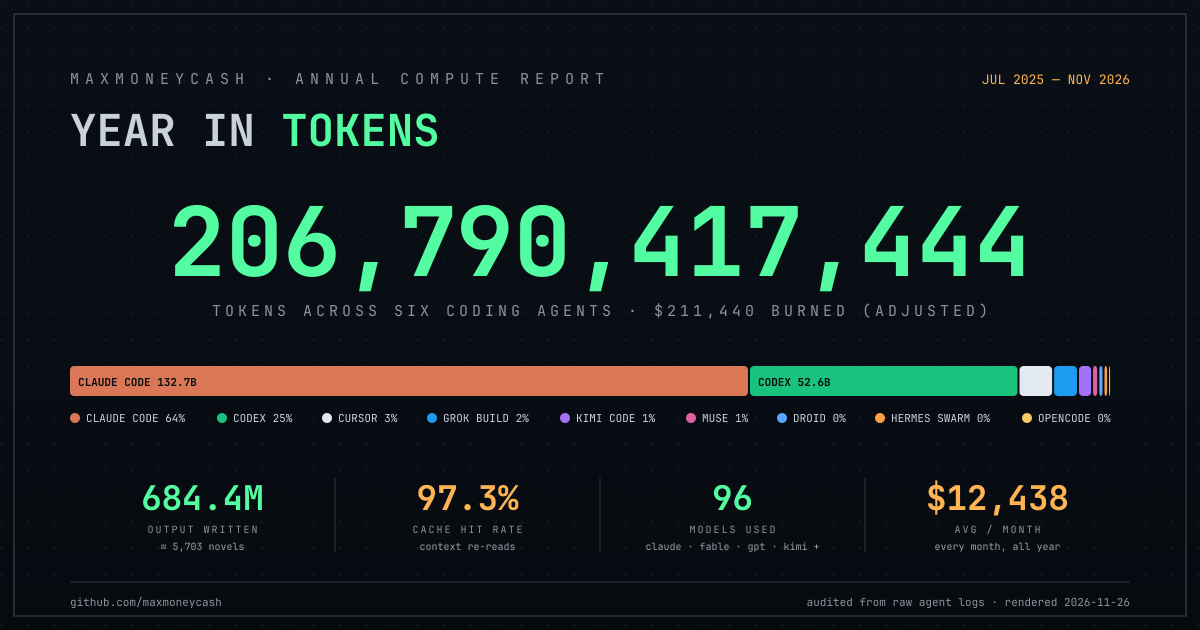 MAXMONEYCASH · ANNUAL COMPUTE REPORT
JUL 2025 — NOV 2026
YEAR IN TOKENS
206,790,417,444
TOKENS ACROSS SIX CODING AGENTS · $211,440 BURNED (ADJUSTED)
CLAUDE CODE 132.7B
CODEX 52.6B
CLAUDE CODE 64%
CODEX 25%
CURSOR 3%
GROK BUILD 2%
KIMI CODE 1%
MUSE 1%
DROID 0%
HERMES SWARM 0%
OPENCODE 0%
684.4M
OUTPUT WRITTEN
≈ 5,703 novels
97.3%
CACHE HIT RATE
context re-reads
96
MODELS USED
claude · fable · gpt · kimi +
$12,438
AVG / MONTH
every month, all year
github.com/maxmoneycash
audited from raw agent logs · rendered 2026-11-26